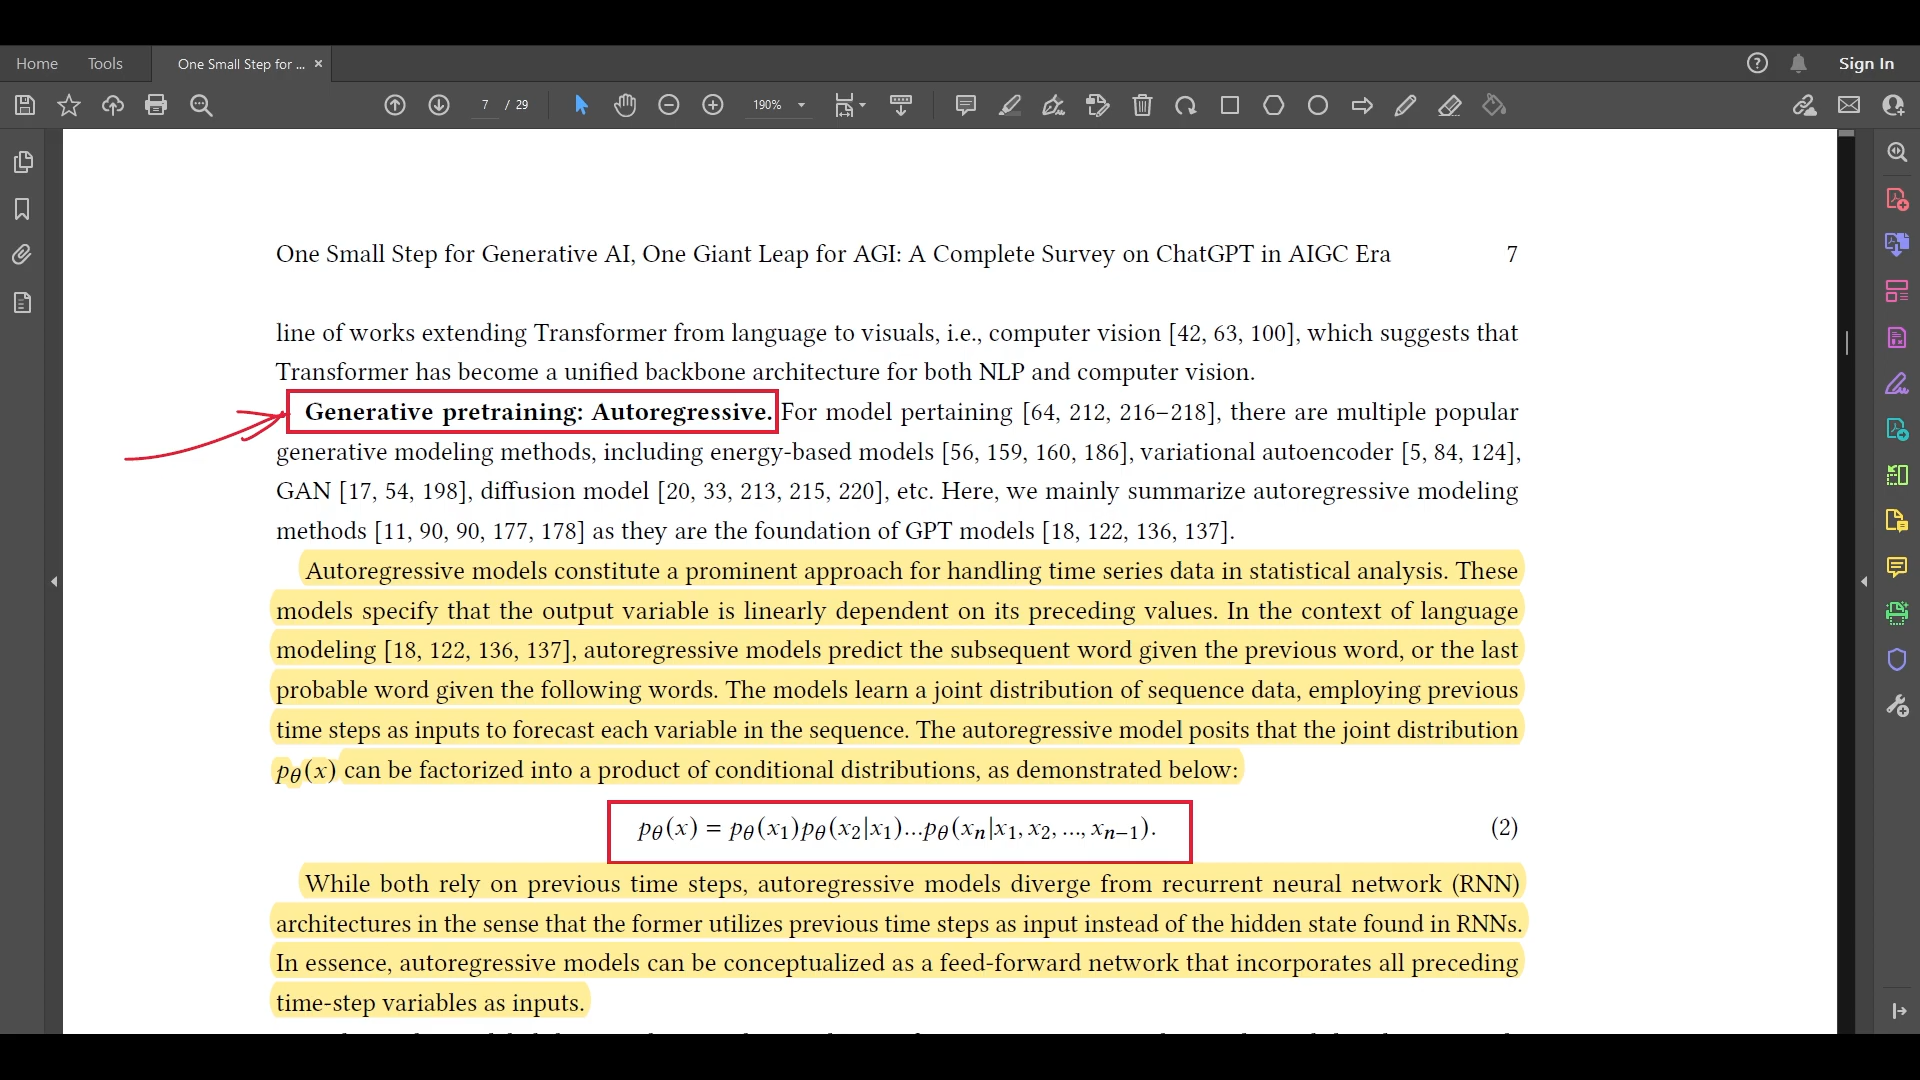 Home Tools One Small Step for ... × Sign In
7 / 29 190%
One Small Step for Generative AI, One Giant Leap for AGI: A Complete Survey on ChatGPT in AIGC Era 7
line of works extending Transformer from language to visuals, i.e., computer vision [42, 63, 100], which suggests that
Transformer has become a unified backbone architecture for both NLP and computer vision.
Generative pretraining: Autoregressive. For model pertaining [64, 212, 216–218], there are multiple popular
generative modeling methods, including energy-based models [56, 159, 160, 186], variational autoencoder [5, 84, 124],
GAN [17, 54, 198], diffusion model [20, 33, 213, 215, 220], etc. Here, we mainly summarize autoregressive modeling
methods [11, 90, 90, 177, 178] as they are the foundation of GPT models [18, 122, 136, 137].
Autoregressive models constitute a prominent approach for handling time series data in statistical analysis. These
models specify that the output variable is linearly dependent on its preceding values. In the context of language
modeling [18, 122, 136, 137], autoregressive models predict the subsequent word given the previous word, or the last
probable word given the following words. The models learn a joint distribution of sequence data, employing previous
time steps as inputs to forecast each variable in the sequence. The autoregressive model posits that the joint distribution
pθ(x) can be factorized into a product of conditional distributions, as demonstrated below:
pθ(x) = pθ(x1)pθ(x2|x1)...pθ(xn|x1, x2, ..., xn−1). (2)
While both rely on previous time steps, autoregressive models diverge from recurrent neural network (RNN)
architectures in the sense that the former utilizes previous time steps as input instead of the hidden state found in RNNs.
In essence, autoregressive models can be conceptualized as a feed-forward network that incorporates all preceding
time-step variables as inputs.